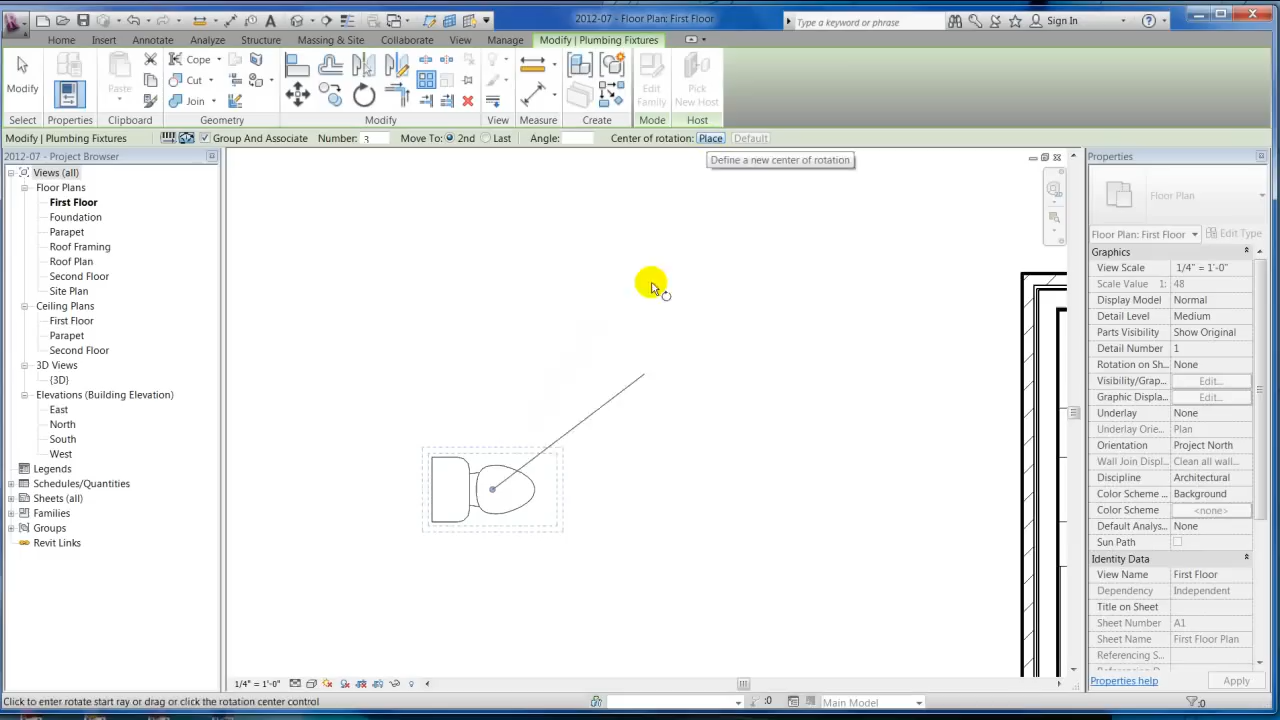 2012-07 - Floor Plan: First Floor
Type a keyword or phrase
Sign In
Home Insert Annotate Analyze Structure Massing & Site Collaborate View Manage Modify | Plumbing Fixtures
Modify
Paste
Cope
Cut
Join
Edit Family
Pick New Host
Select Properties Clipboard Geometry Modify View Measure Create Mode Host
Modify | Plumbing Fixtures Group And Associate Number: 3 Move To: 2nd Last Angle: Center of rotation: Place Default
Define a new center of rotation
2012-07 - Project Browser
Views (all)
Floor Plans
First Floor
Foundation
Parapet
Roof Framing
Roof Plan
Second Floor
Site Plan
Ceiling Plans
First Floor
Parapet
Second Floor
3D Views
{3D}
Elevations (Building Elevation)
East
North
South
West
Legends
Schedules/Quantities
Sheets (all)
Families
Groups
Revit Links
Properties
Floor Plan
Floor Plan: First Floor Edit Type
Graphics
View Scale 1/4" = 1'-0"
Scale Value 1: 48
Display Model Normal
Detail Level Medium
Parts Visibility Show Original
Detail Number 1
Rotation on Sh... None
Visibility/Grap... Edit...
Graphic Displa... Edit...
Underlay None
Underlay Orie... Plan
Orientation Project North
Wall Join Displ... Clean all wall...
Discipline Architectural
Color Scheme ... Background
Color Scheme <none>
Default Analys... None
Sun Path
Identity Data
View Name First Floor
Dependency Independent
Title on Sheet
Sheet Number A1
Sheet Name First Floor Plan
Referencing S...
Properties help Apply
1/4" = 1'-0"
Click to enter rotate start ray or drag or click the rotation center control :0 Main Model :0